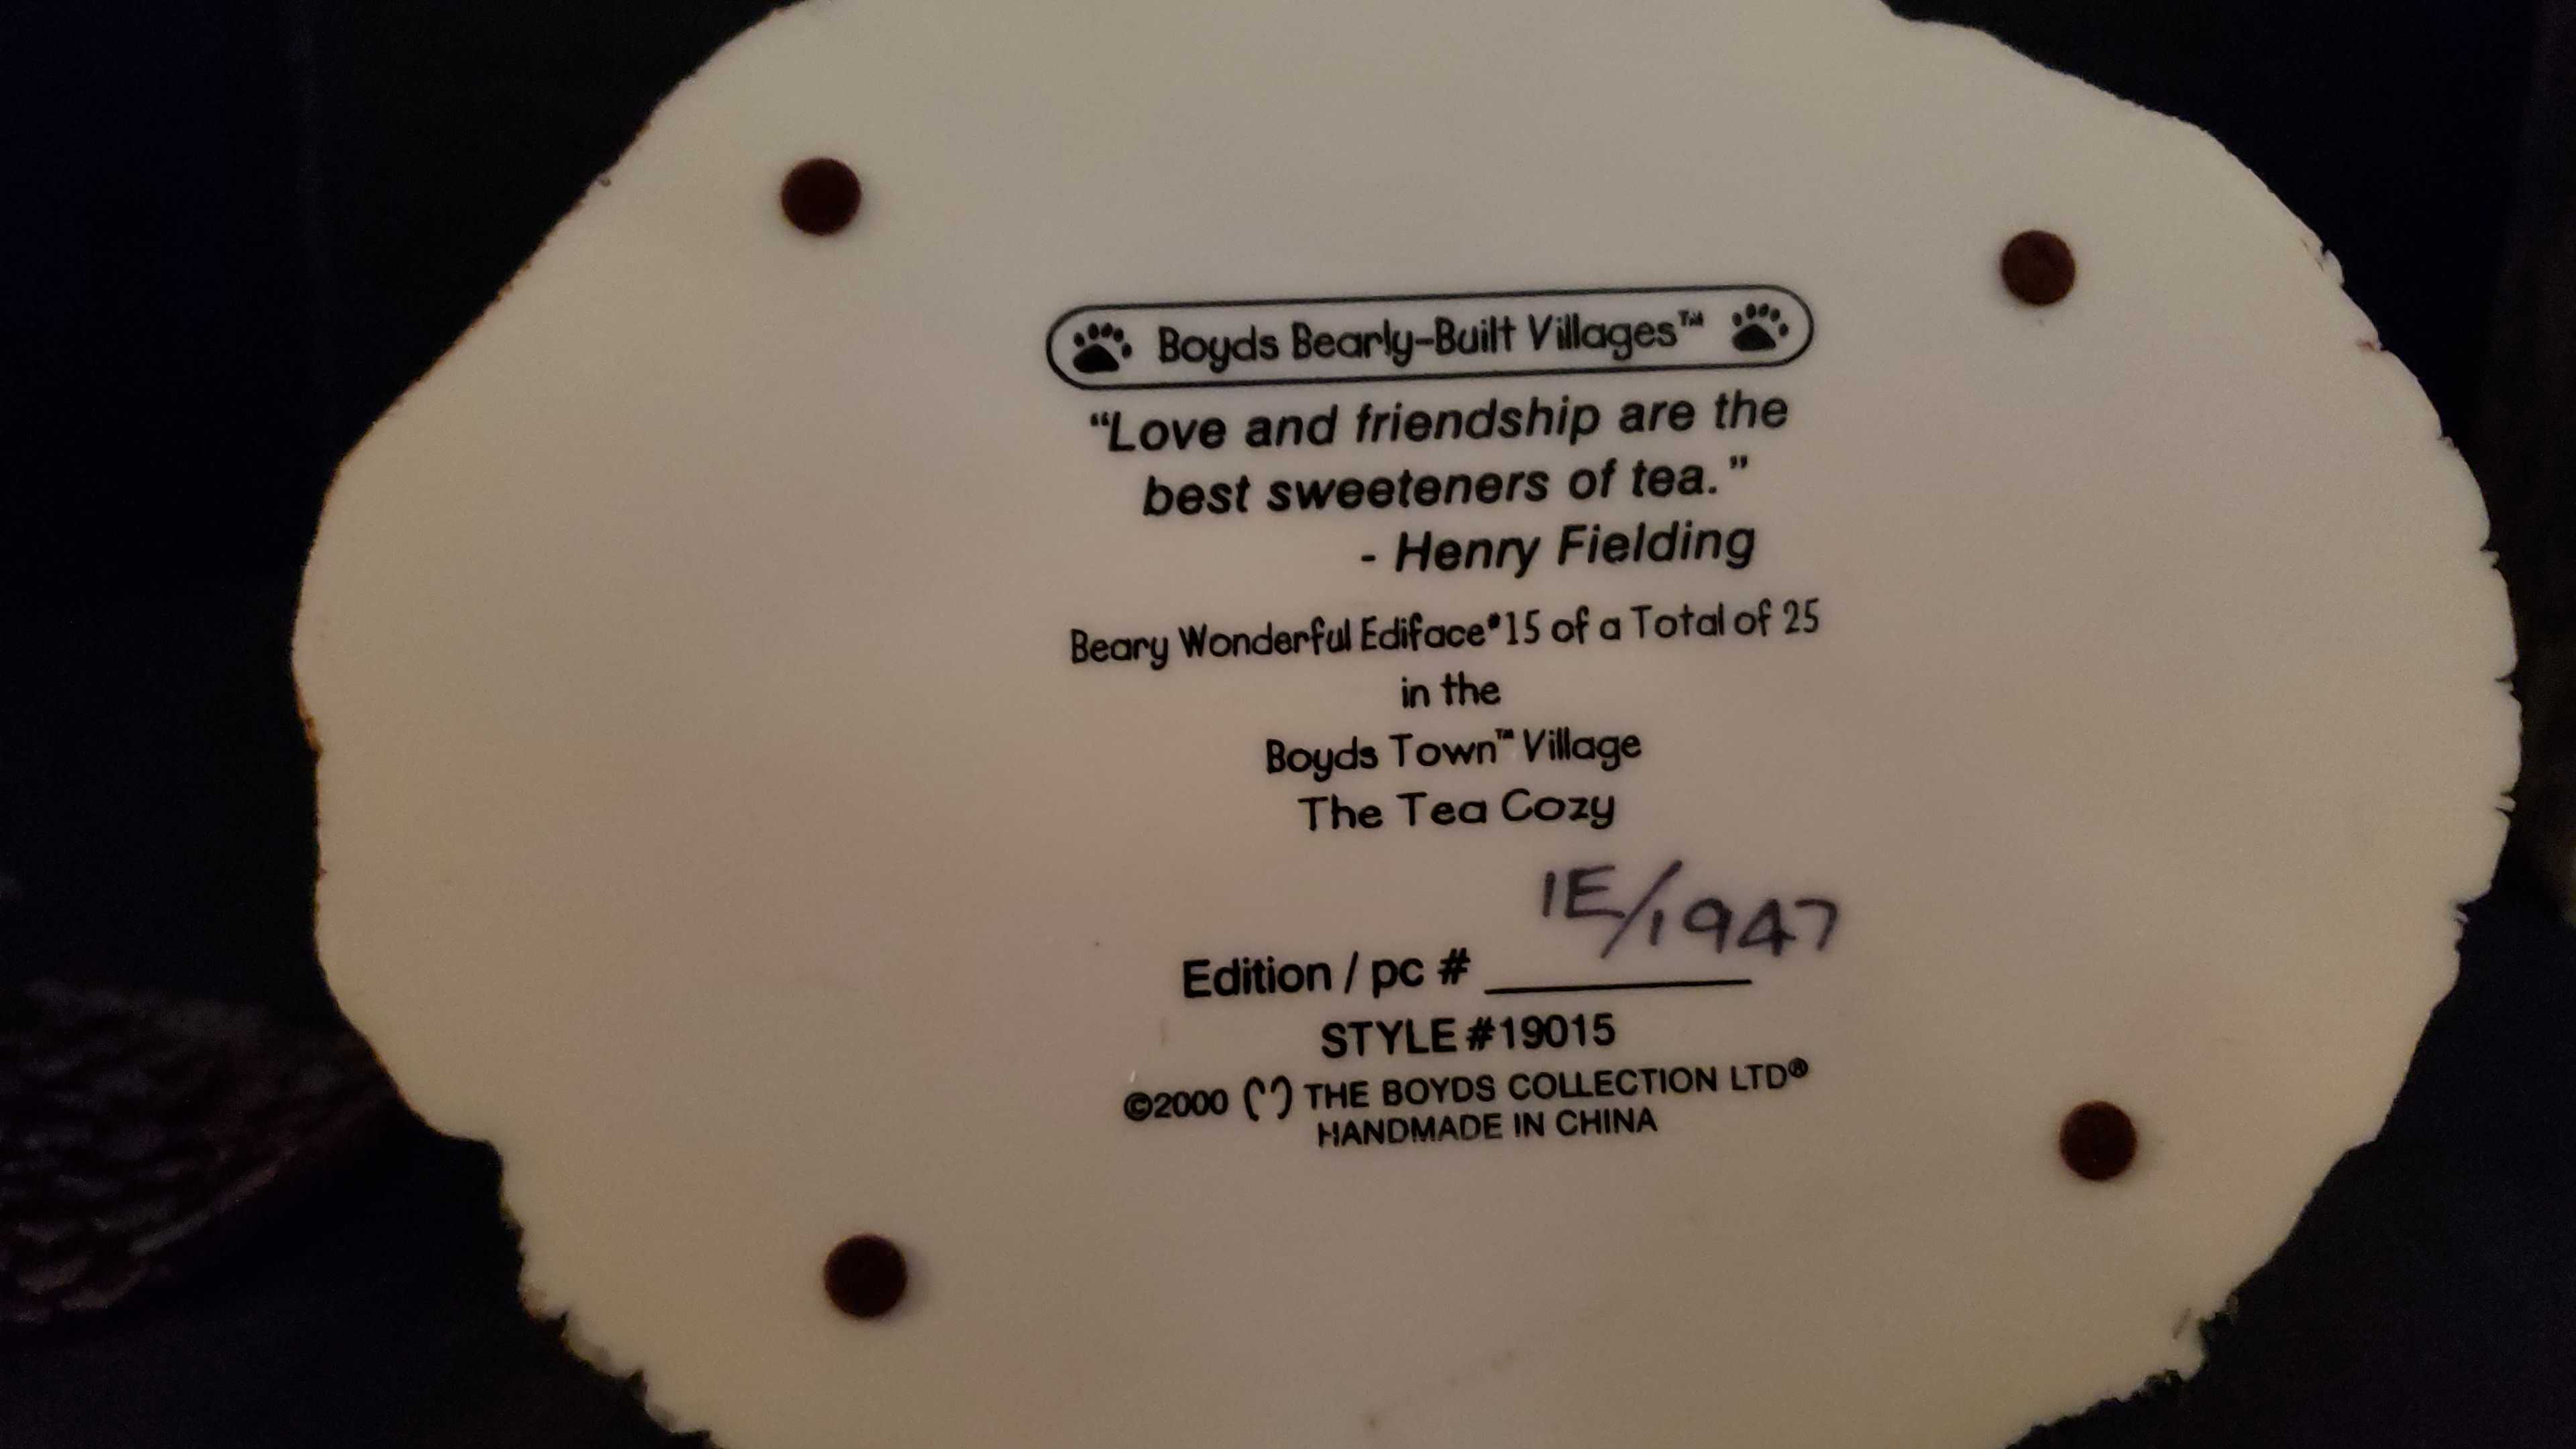 Boyds Bearly-Built Villages™
“Love and friendship are the
best sweeteners of tea.”
- Henry Fielding
Beary Wonderful Ediface #15 of a Total of 25
in the
Boyds Town™ Village
The Tea Cozy
1E/1947
Edition / pc #
STYLE #19015
©2000 THE BOYDS COLLECTION LTD®
HANDMADE IN CHINA